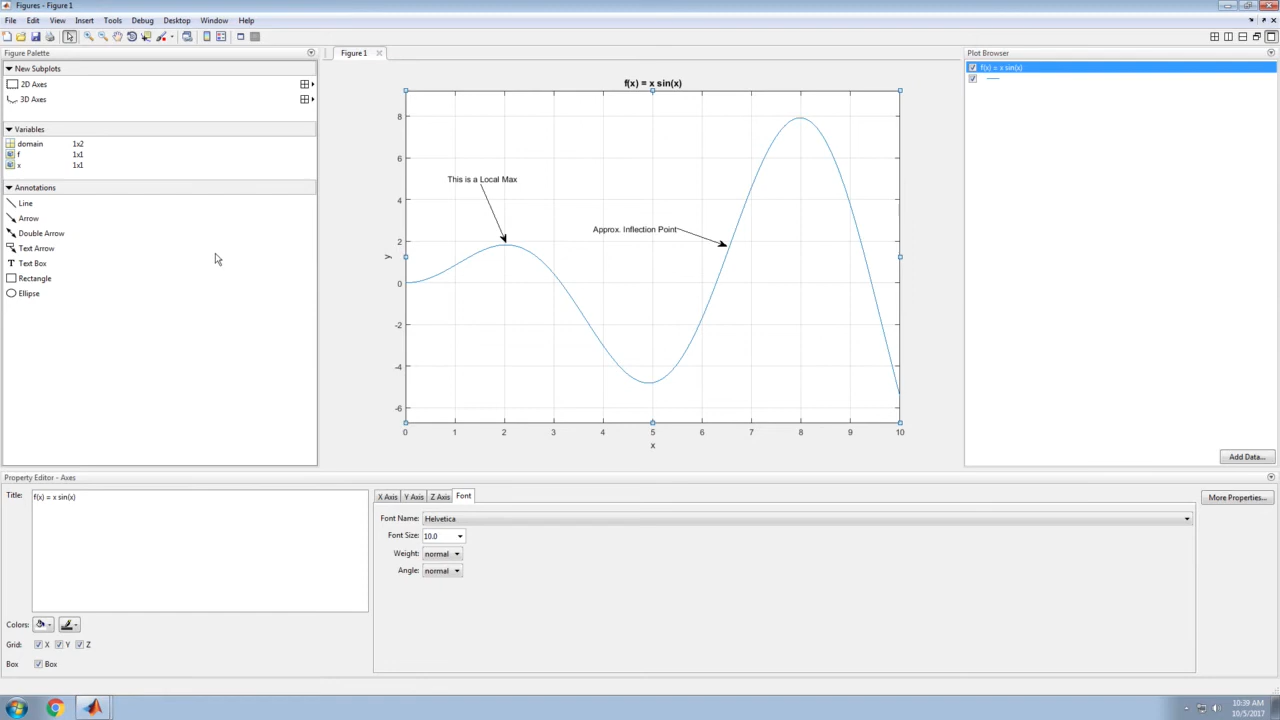 Figures - Figure 1
File Edit View Insert Tools Debug Desktop Window Help
Figure Palette
New Subplots
2D Axes
3D Axes
Variables
domain 1x2
f 1x1
x 1x1
Annotations
Line
Arrow
Double Arrow
Text Arrow
Text Box
Rectangle
Ellipse
Figure 1
f(x) = x sin(x)
8
6
4
2
0
-2
-4
-6
y
This is a Local Max
Approx. Inflection Point
0 1 2 3 4 5 6 7 8 9 10
x
Plot Browser
f(x) = x sin(x)
Add Data...
Property Editor - Axes
Title: f(x) = x sin(x)
Colors:
Grid: X Y Z
Box Box
X Axis Y Axis Z Axis Font
Font Name: Helvetica
Font Size: 10.0
Weight: normal
Angle: normal
More Properties...
10:39 AM
10/5/2017